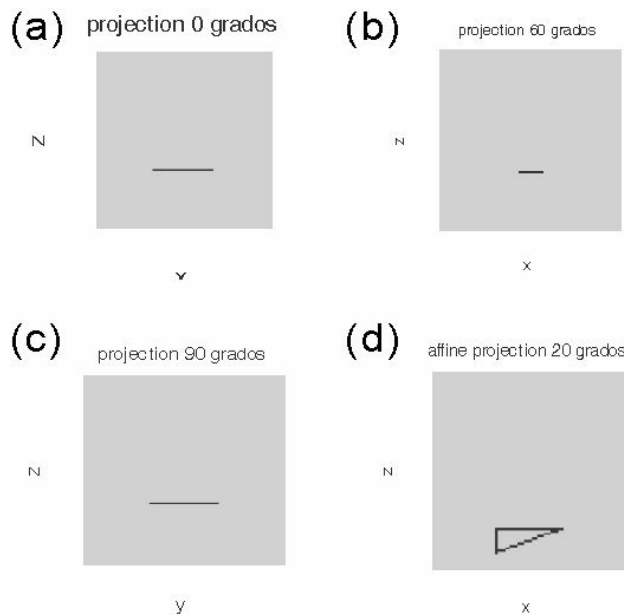 (a)
projection 0 grados
Z
Y
(b)
projection 60 grados
Z
x
(c)
projection 90 grados
Z
y
(d)
affine projection 20 grados
Z
x